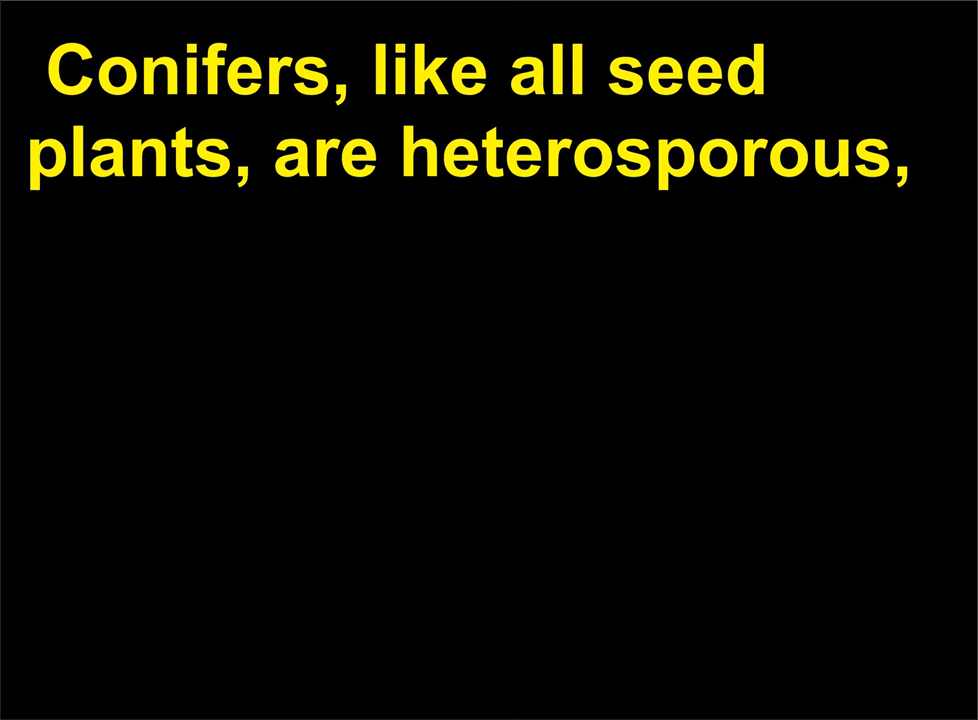 Conifers, like all seed
plants, are heterosporous,